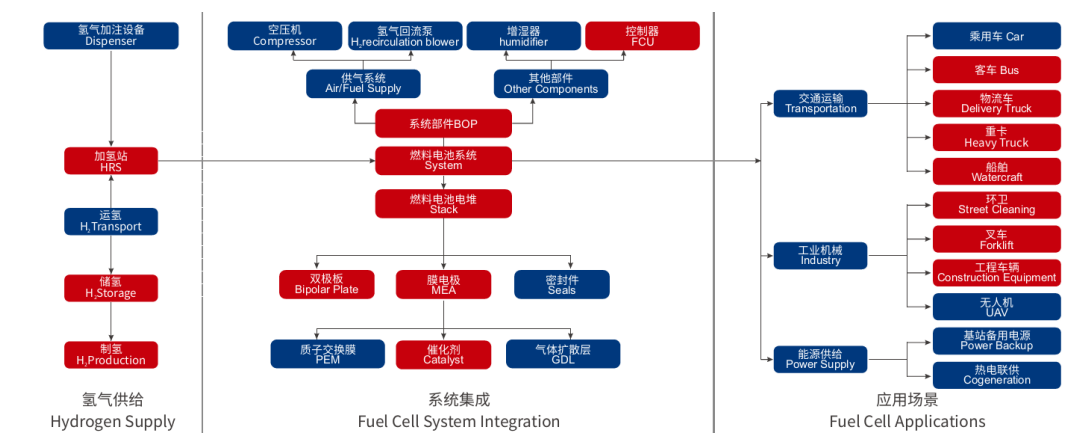 氢气加注设备
Dispenser
加氢站
HRS
运氢
H₂Transport
储氢
H₂Storage
制氢
H₂Production
氢气供给
Hydrogen Supply
空压机
Compressor
氢气回流泵
H₂recirculation blower
增湿器
humidifier
控制器
FCU
供气系统
Air/Fuel Supply
其他部件
Other Components
系统部件BOP
燃料电池系统
System
燃料电池电堆
Stack
双极板
Bipolar Plate
膜电极
MEA
密封件
Seals
质子交换膜
PEM
催化剂
Catalyst
气体扩散层
GDL
系统集成
Fuel Cell System Integration
交通运输
Transportation
工业机械
Industry
能源供给
Power Supply
乘用车 Car
客车 Bus
物流车
Delivery Truck
重卡
Heavy Truck
船舶
Watercraft
环卫
Street Cleaning
叉车
Forklift
工程车辆
Construction Equipment
无人机
UAV
基站备用电源
Power Backup
热电联供
Cogeneration
应用场景
Fuel Cell Applications